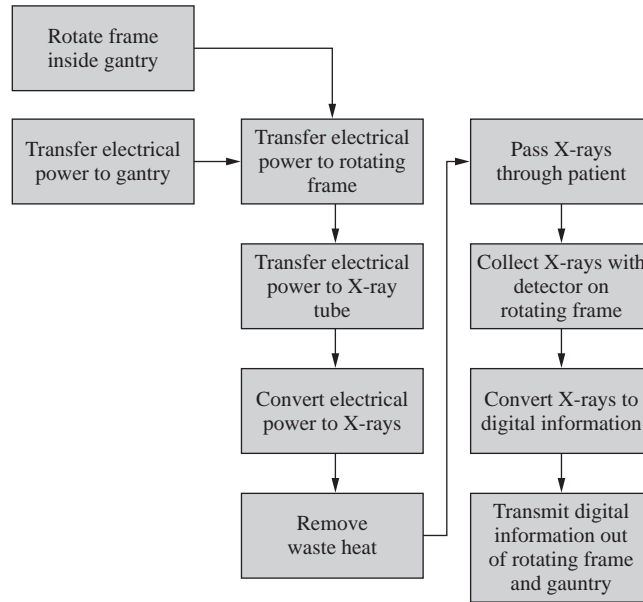 Rotate frame
inside gantry
Transfer electrical
power to gantry
Transfer electrical
power to rotating
frame
Transfer electrical
power to X-ray
tube
Convert electrical
power to X-rays
Remove
waste heat
Pass X-rays
through patient
Collect X-rays with
detector on
rotating frame
Convert X-rays to
digital information
Transmit digital
information out
of rotating frame
and gauntry